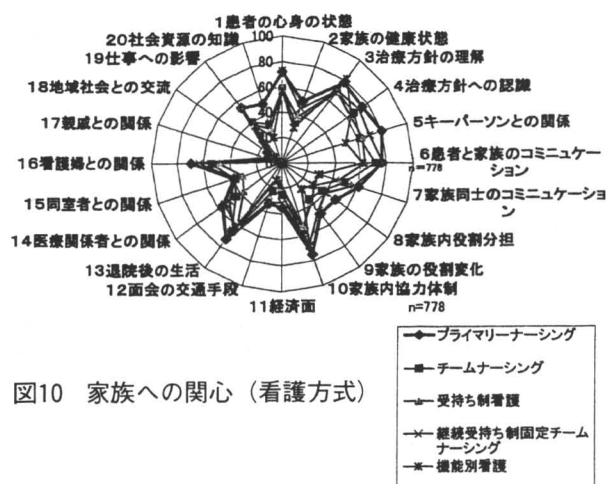 1患者の心身の状態
100
80
60
40
20社会資源の知識
2家族の健康状態
19仕事への影響
3治療方針の理解
18地域社会との交流
4治療方針への認識
17親戚との関係
5キーパーソンとの関係
16看護婦との関係
6患者と家族のコミニュケー
ション
n=778
15同室者との関係
7家族同士のコミニュケーショ
ン
14医療関係者との関係
8家族内役割分担
13退院後の生活
9家族の役割変化
12面会の交通手段
10家族内協力体制
11経済面
n=778
プライマリーナーシング
チームナーシング
受持ち制看護
継続受持ち制固定チーム
ナーシング
機能別看護
図10 家族への関心（看護方式）